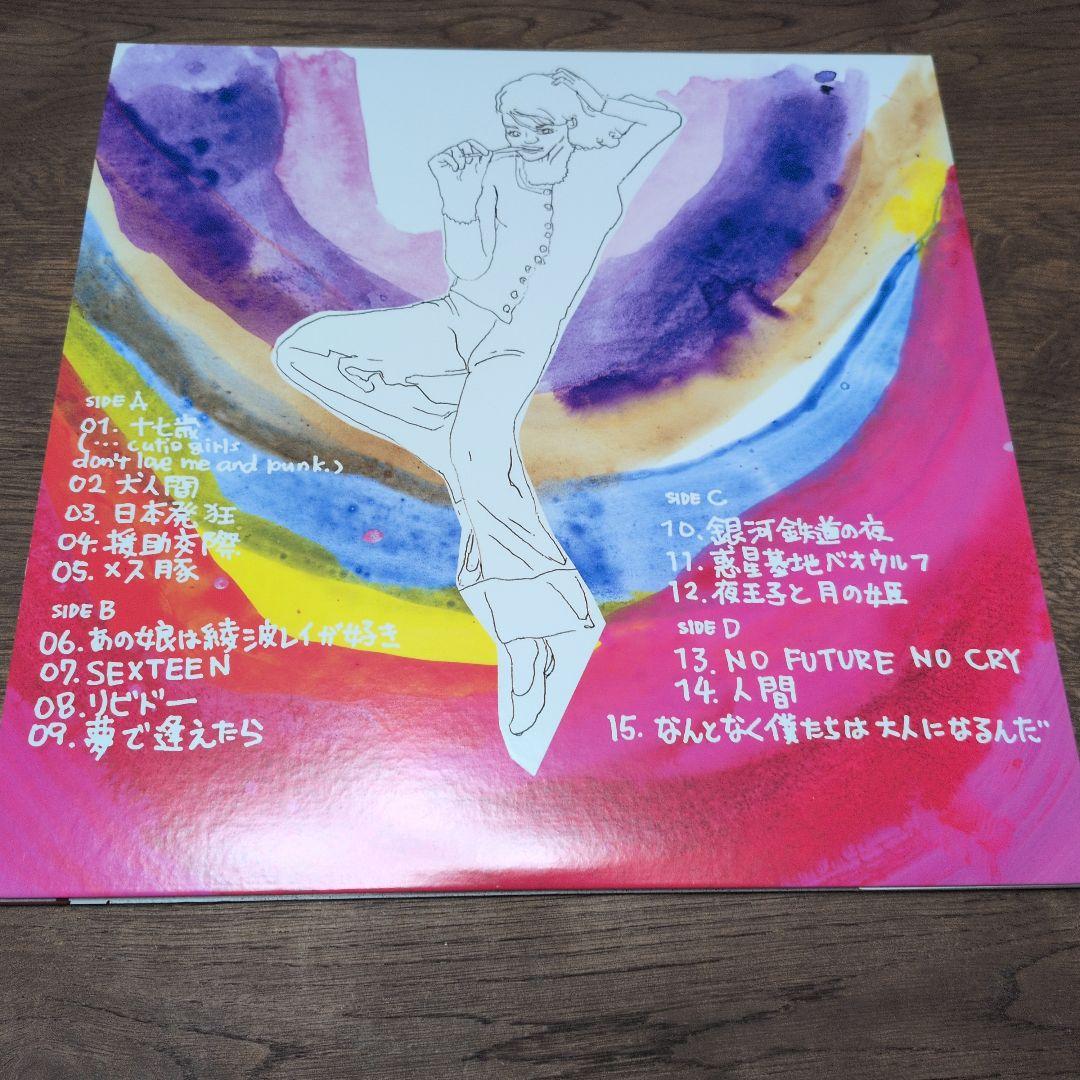 SIDE A
01. 十七歳
(… cutie girls
don't love me and punk.)
02 犬人間
03. 日本発狂
04. 援助交際
05. メス豚
SIDE B
06. あの娘は綾波レイが好き
07. SEXTEEN
08. リビドー
09. 夢で逢えたら
SIDE C
10. 銀河鉄道の夜
11. 惑星基地ベオウルフ
12. 夜王子と月の姫
SIDE D
13. NO FUTURE NO CRY
14. 人間
15. なんとなく僕たちは大人になるんだ